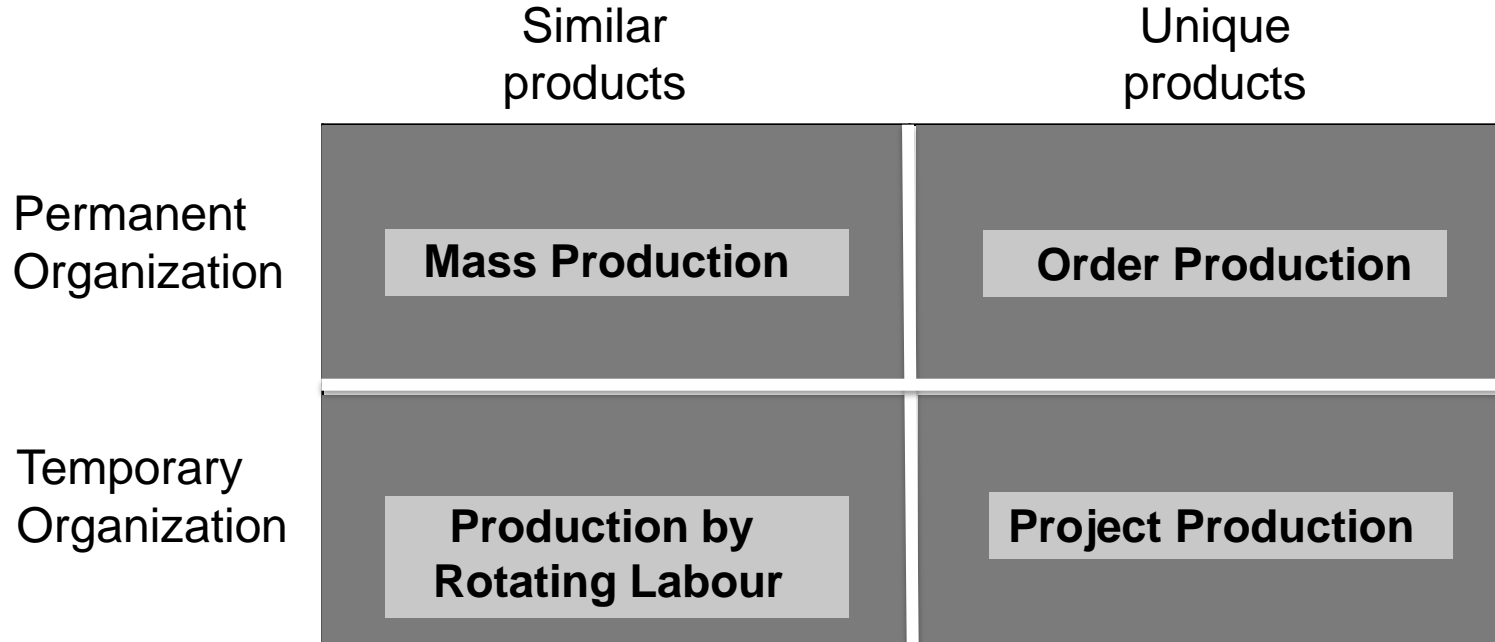 Similar
products
Unique
products
Permanent
Organization
Mass Production
Order Production
Temporary
Organization
Production by
Rotating Labour
Project Production